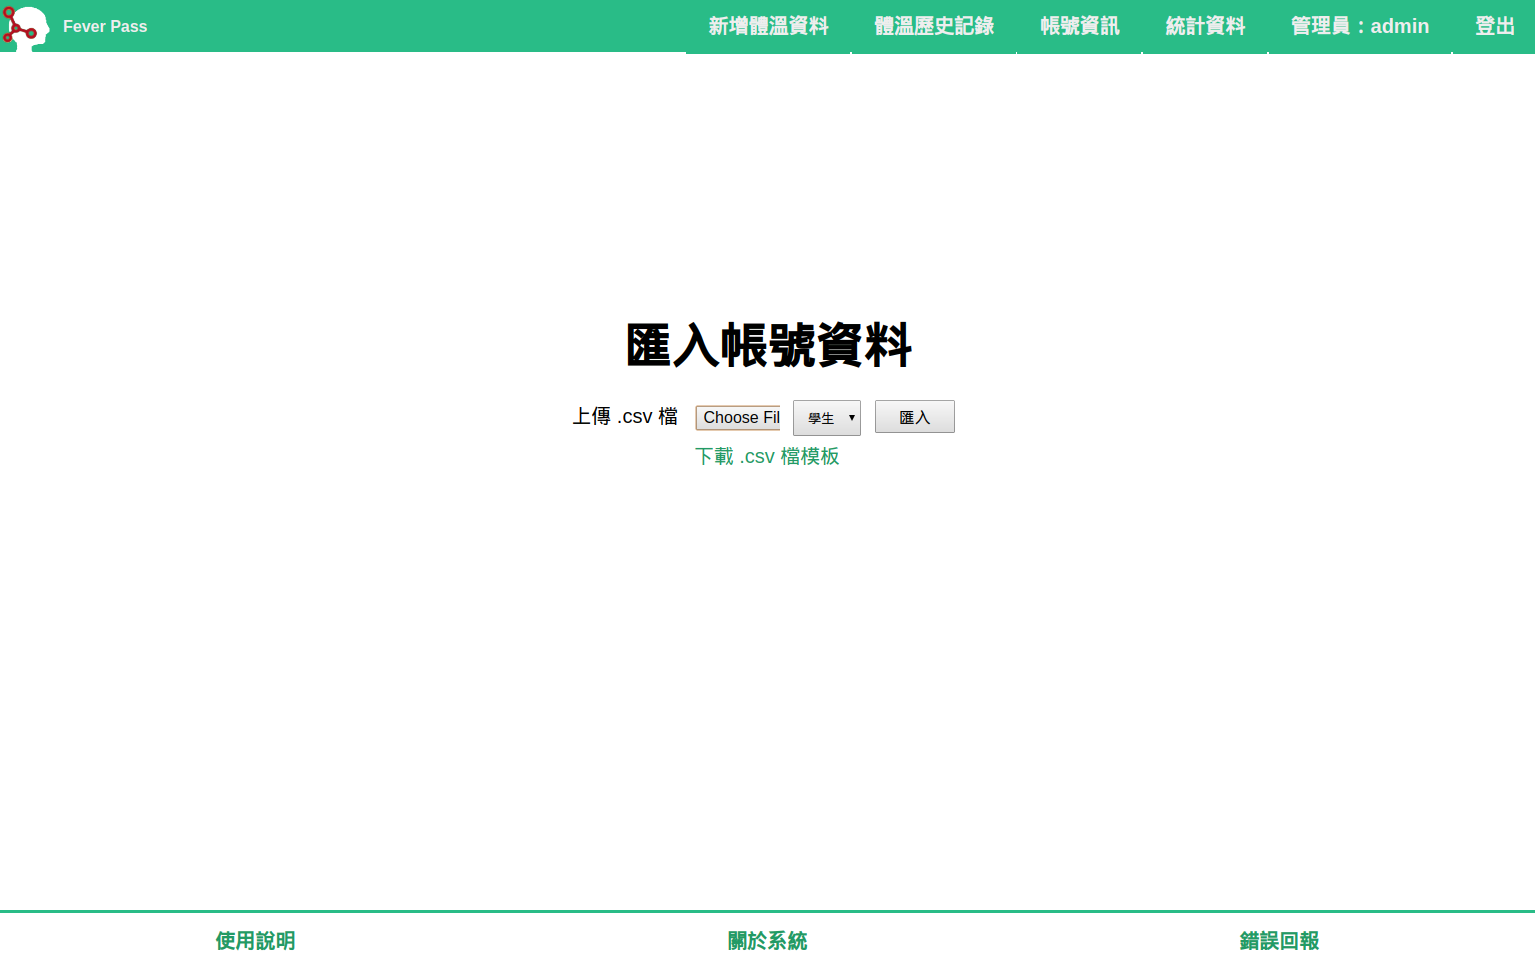 Fever Pass
新增體溫資料 體溫歷史記錄 帳號資訊 統計資料 管理員：admin 登出
匯入帳號資料
上傳 .csv 檔 Choose Fil 學生 匯入
下載 .csv 檔模板
使用說明 關於系統 錯誤回報